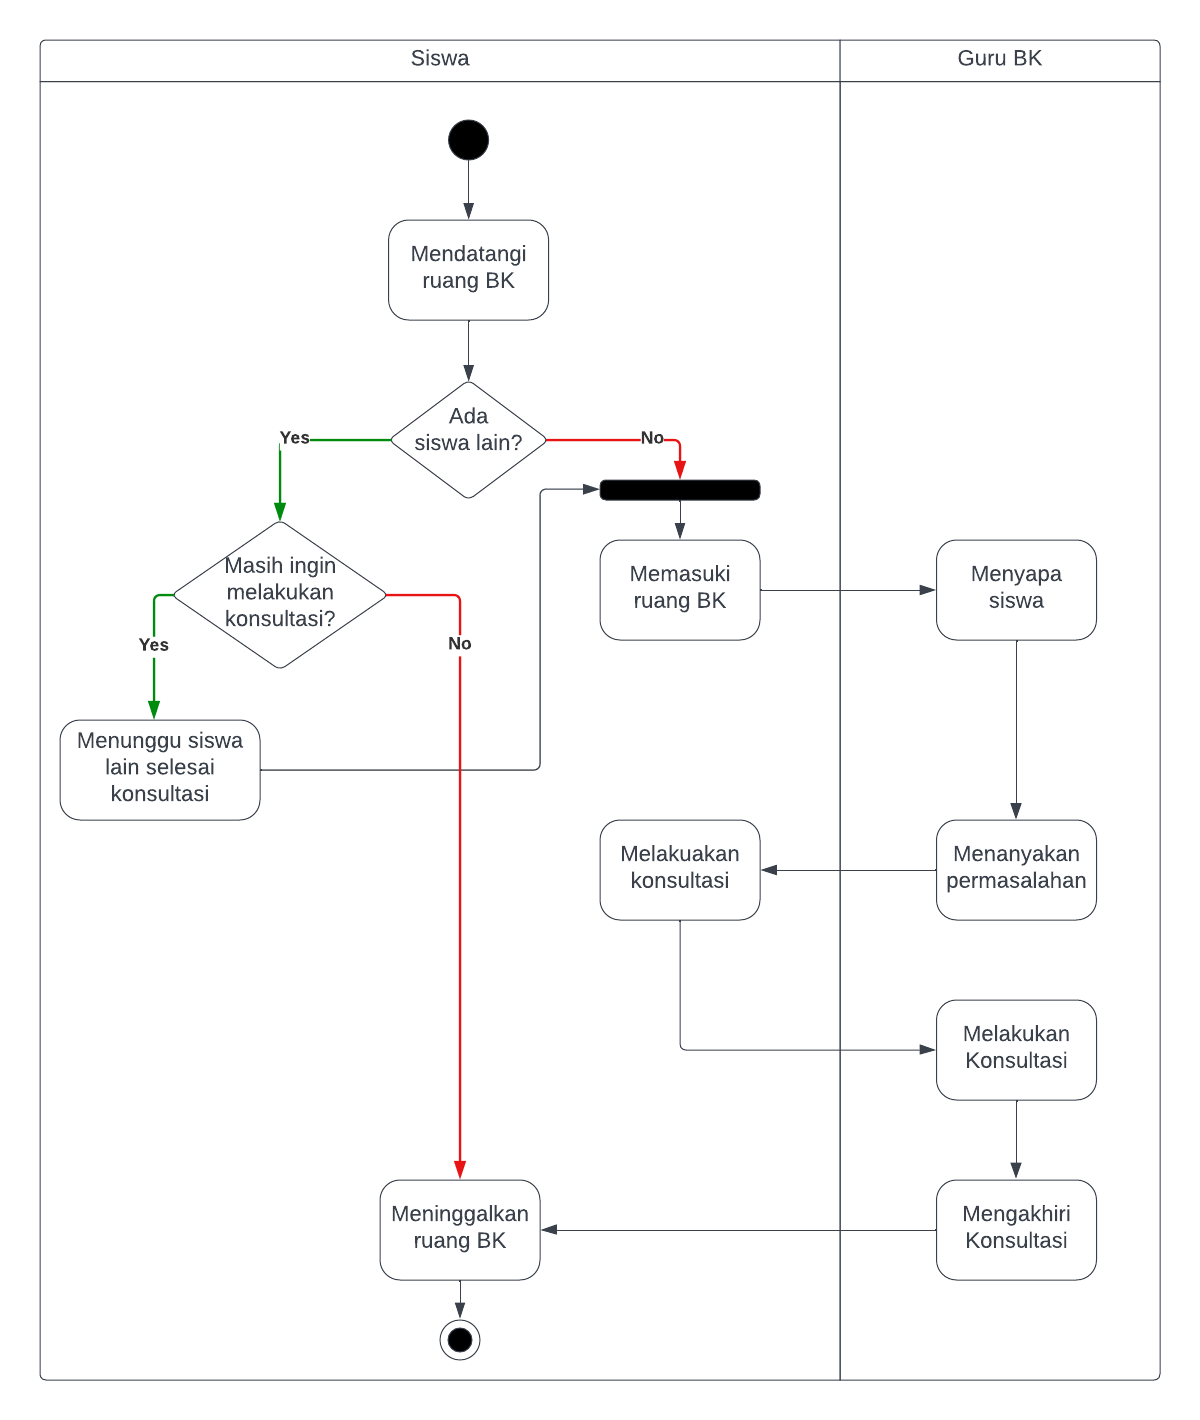 Siswa
Guru BK
Mendatangi
ruang BK
Ada
siswa lain?
Yes
No
Masih ingin
melakukan
konsultasi?
Memasuki
ruang BK
Menyapa
siswa
Yes
No
Menunggu siswa
lain selesai
konsultasi
Melakuakan
konsultasi
Menanyakan
permasalahan
Melakukan
Konsultasi
Meninggalkan
ruang BK
Mengakhiri
Konsultasi